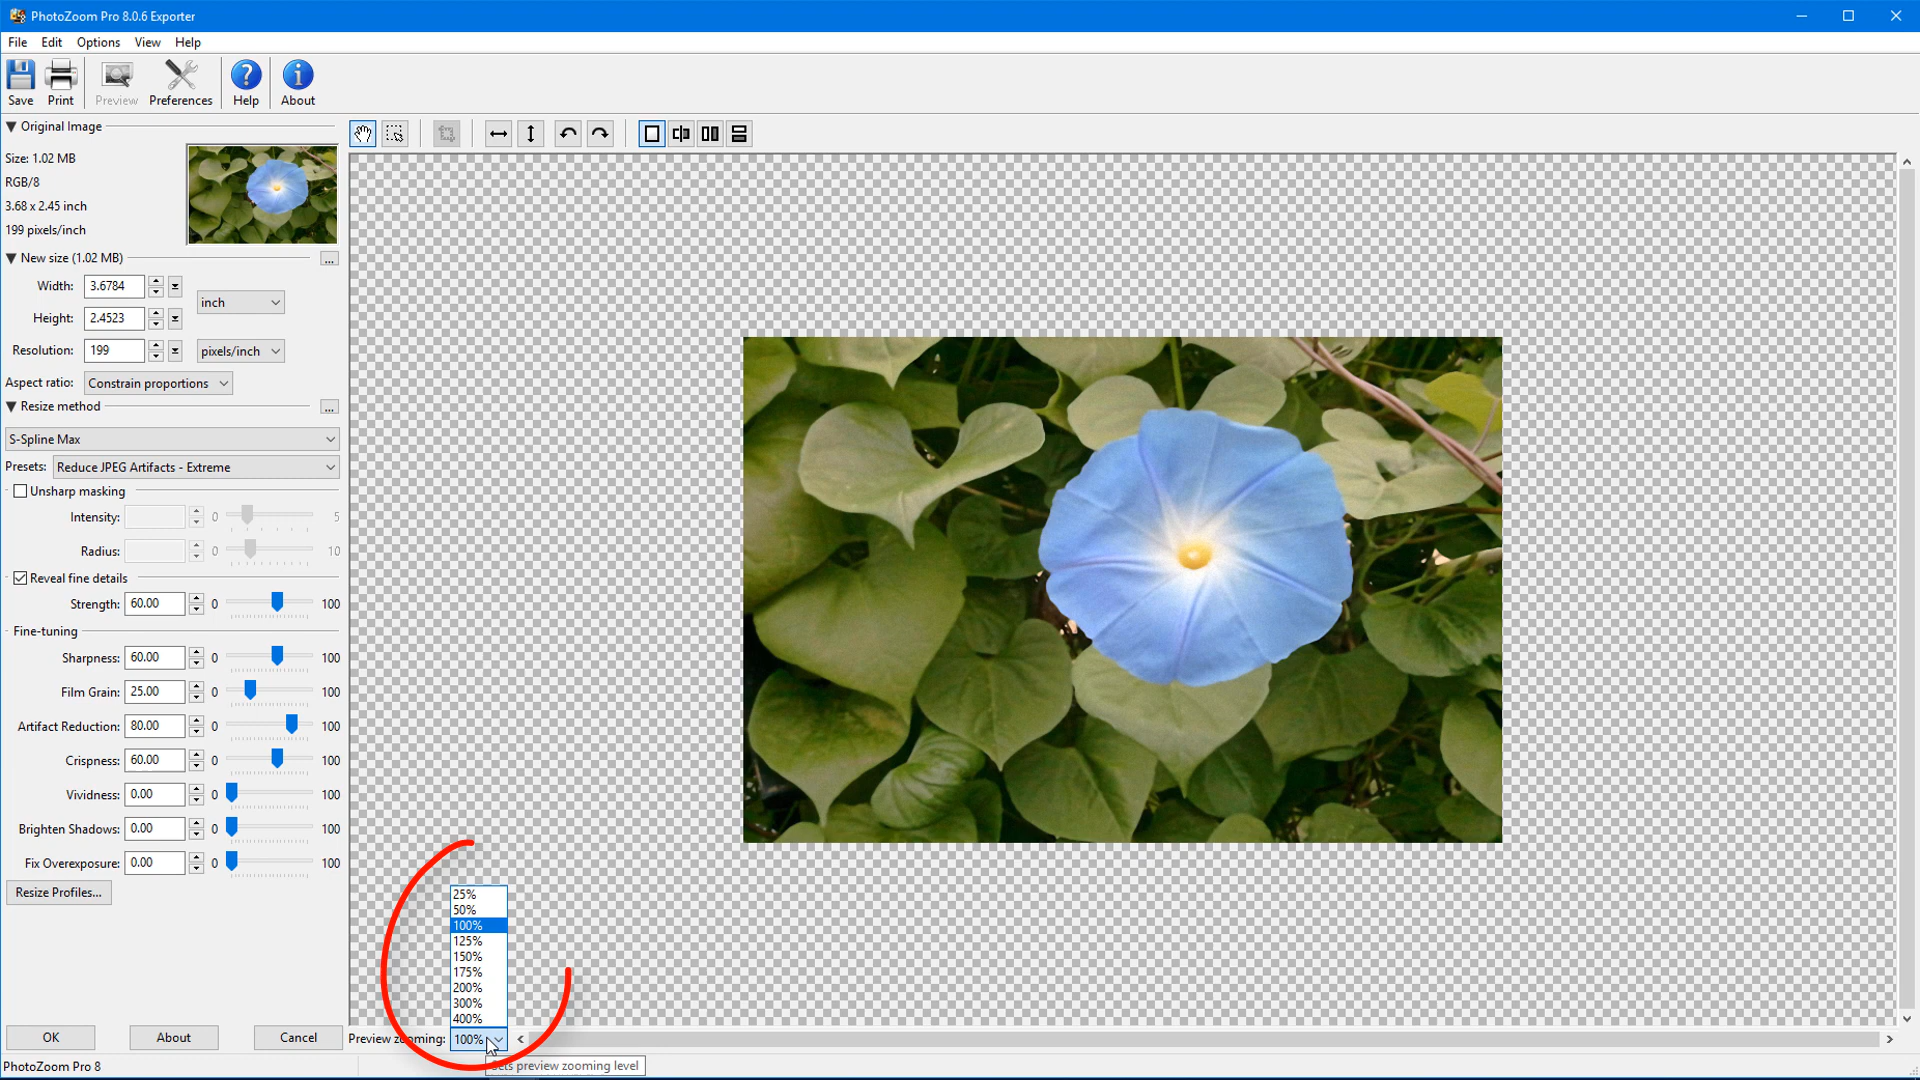 PhotoZoom Pro 8.0.6 Exporter
File Edit Options View Help
Save Print Preview Preferences Help About
Original Image
Size: 1.02 MB
RGB/8
3.68 x 2.45 inch
199 pixels/inch
New size (1.02 MB) ...
Width: 3.6784
inch
Height: 2.4523
Resolution: 199 pixels/inch
Aspect ratio: Constrain proportions
Resize method ...
S-Spline Max
Presets: Reduce JPEG Artifacts - Extreme
Unsharp masking
Intensity: 0 5
Radius: 0 10
Reveal fine details
Strength: 60.00 0 100
Fine-tuning
Sharpness: 60.00 0 100
Film Grain: 25.00 0 100
Artifact Reduction: 80.00 0 100
Crispness: 60.00 0 100
Vividness: 0.00 0 100
Brighten Shadows: 0.00 0 100
Fix Overexposure: 0.00 0 100
Resize Profiles...
25%
50%
100%
125%
150%
175%
200%
300%
400%
OK About Cancel Preview zooming: 100%
preview zooming level
PhotoZoom Pro 8